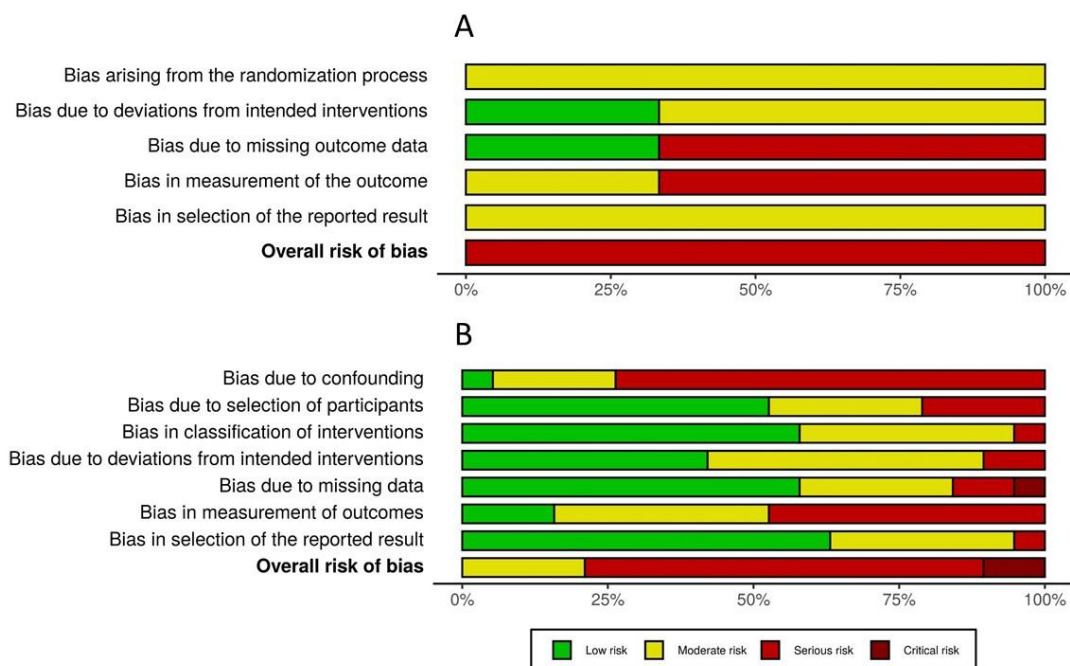 A
Bias arising from the randomization process
Bias due to deviations from intended interventions
Bias due to missing outcome data
Bias in measurement of the outcome
Bias in selection of the reported result
Overall risk of bias
0% 25% 50% 75% 100%
B
Bias due to confounding
Bias due to selection of participants
Bias in classification of interventions
Bias due to deviations from intended interventions
Bias due to missing data
Bias in measurement of outcomes
Bias in selection of the reported result
Overall risk of bias
0% 25% 50% 75% 100%
Low risk Moderate risk Serious risk Critical risk